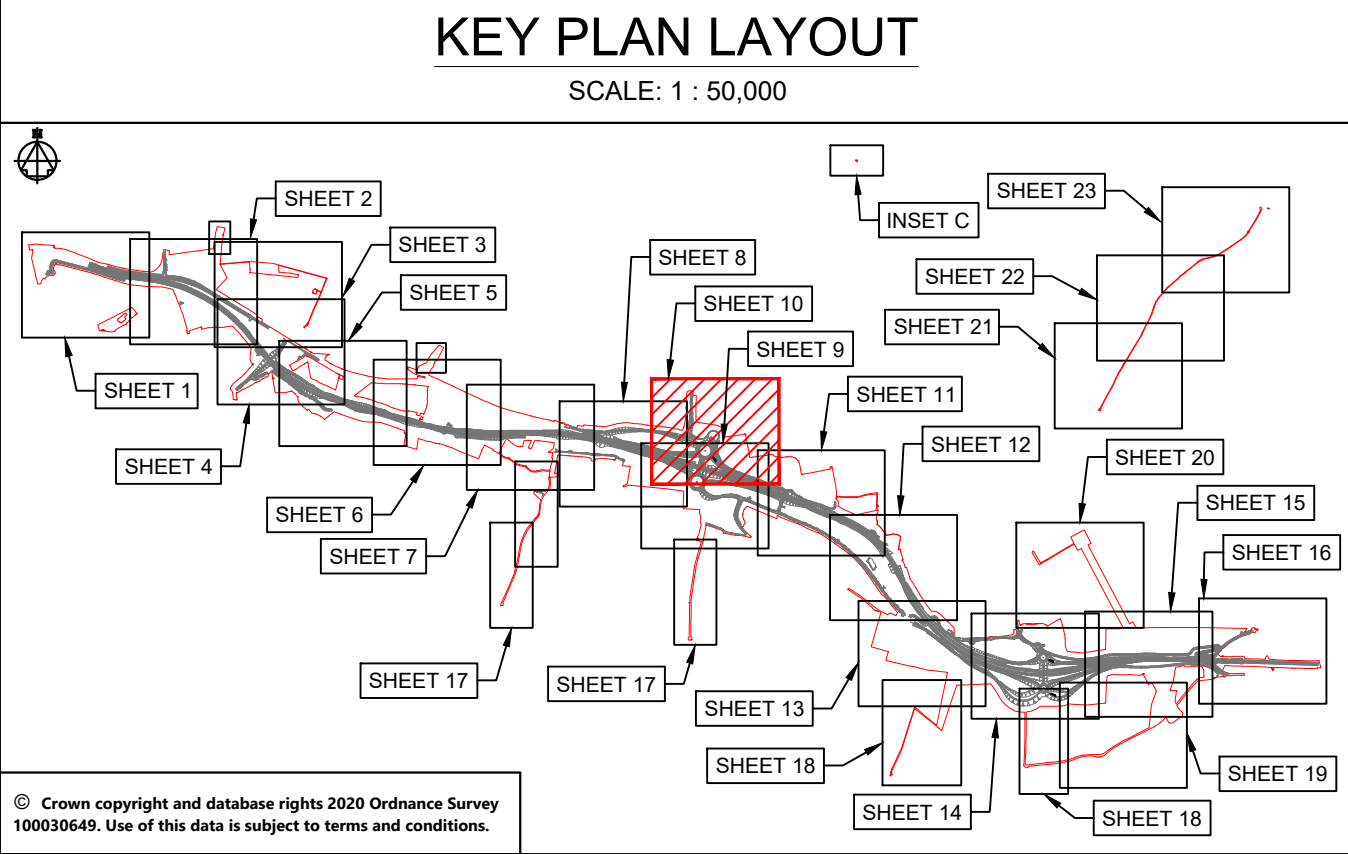 KEY PLAN LAYOUT
SCALE: 1 : 50,000
INSET C
SHEET 23
SHEET 2
SHEET 3
SHEET 8
SHEET 22
SHEET 5
SHEET 10
SHEET 21
SHEET 9
SHEET 1
SHEET 11
SHEET 12
SHEET 20
SHEET 4
SHEET 15
SHEET 6
SHEET 16
SHEET 7
SHEET 17
SHEET 17
SHEET 13
SHEET 18
SHEET 19
SHEET 14
SHEET 18
© Crown copyright and database rights 2020 Ordnance Survey
100030649. Use of this data is subject to terms and conditions.